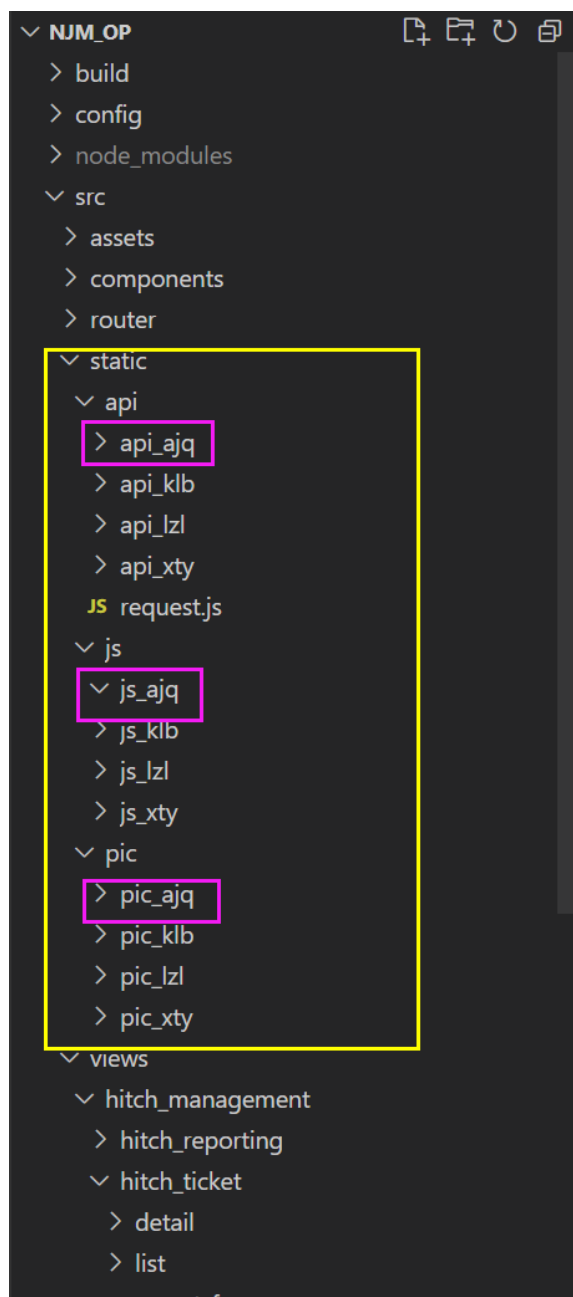 NJM_OP
build
config
node_modules
src
assets
components
router
static
api
api_ajq
api_klb
api_lzl
api_xty
JS request.js
js
js_ajq
js_klb
js_lzl
js_xty
pic
pic_ajq
pic_klb
pic_lzl
pic_xty
views
hitch_management
hitch_reporting
hitch_ticket
detail
list